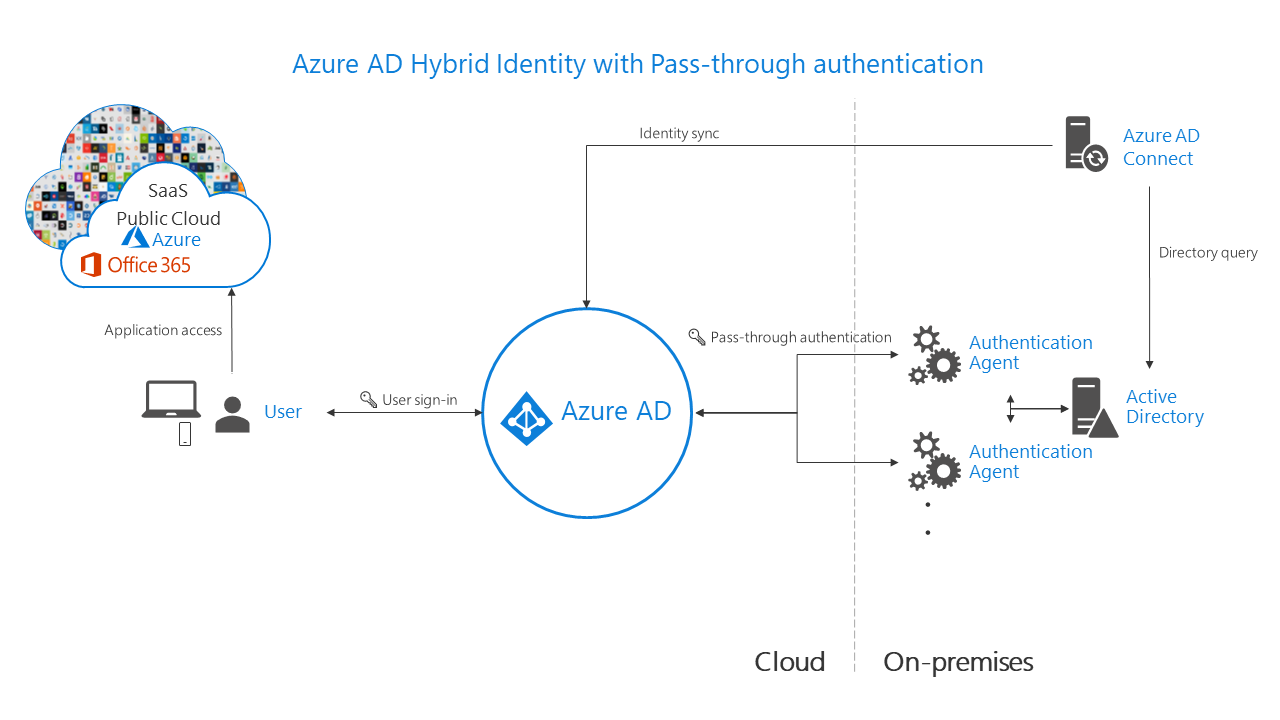 Azure AD Hybrid Identity with Pass-through authentication
Identity sync
Azure AD
Connect
SaaS
Public Cloud
Azure
Office 365
Directory query
Application access
Pass-through authentication
Authentication
Agent
User
User sign-in
Azure AD
Active
Directory
Authentication
Agent
Cloud
On-premises